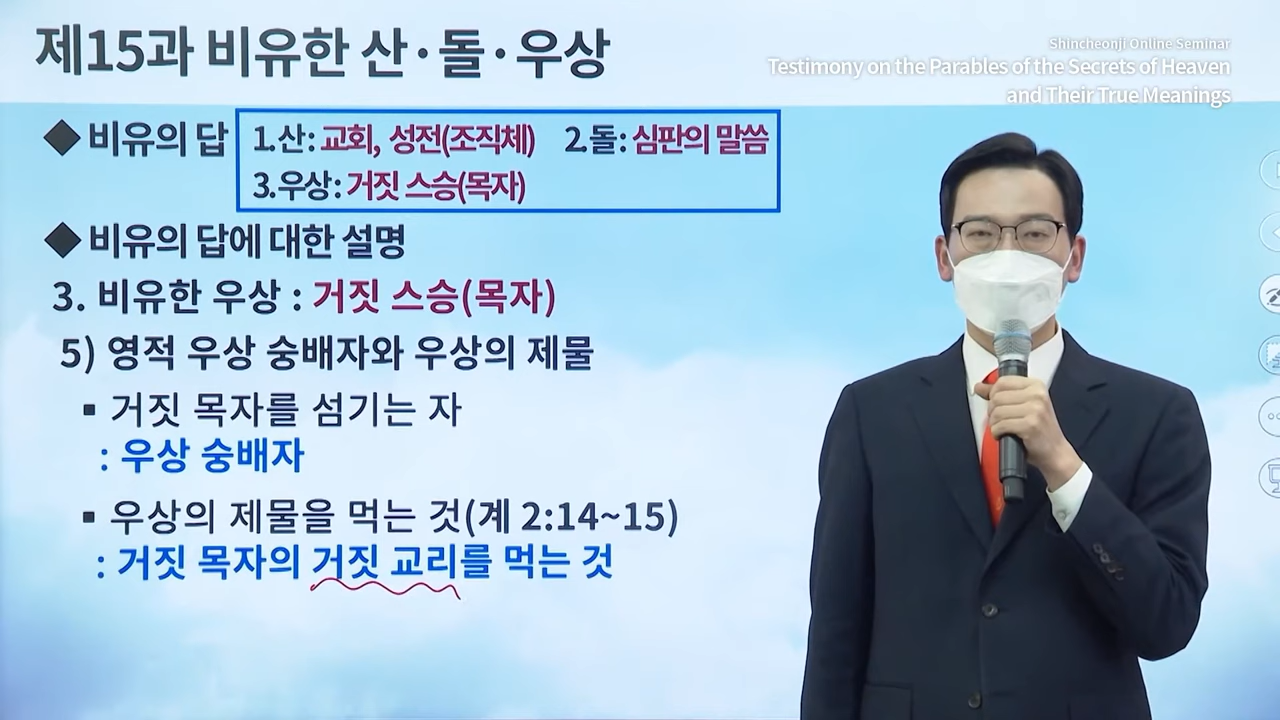 제15과 비유한 산·돌·우상
Shincheonji Online Seminar
Testimony on the Parables of the Secrets of Heaven
and Their True Meanings
◆ 비유의 답
1.산: 교회, 성전(조직체) 2.돌: 심판의 말씀
3.우상: 거짓 스승(목자)
◆ 비유의 답에 대한 설명
3. 비유한 우상 : 거짓 스승(목자)
5) 영적 우상 숭배자와 우상의 제물
▪ 거짓 목자를 섬기는 자
: 우상 숭배자
▪ 우상의 제물을 먹는 것(계 2:14~15)
: 거짓 목자의 거짓 교리를 먹는 것